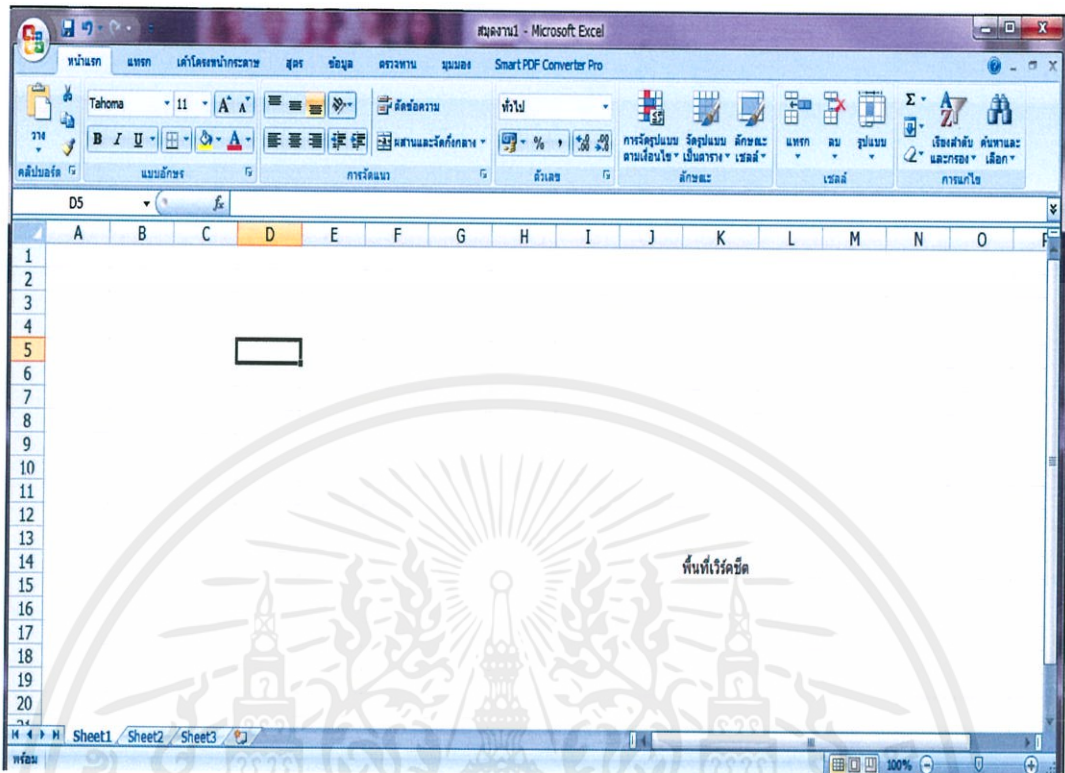 สมุดงาน1 - Microsoft Excel
หน้าแรก แทรก เค้าโครงหน้ากระดาษ สูตร ข้อมูล ตรวจทาน มุมมอง Smart PDF Converter Pro
วาง
คลิปบอร์ด
Tahoma 11 A A
B I U A
แบบอักษร
ตัดข้อความ
ผสานและจัดกึ่งกลาง
การจัดแนว
ทั่วไป
% , .0 .00 .00 .0
ตัวเลข
การจัดรูปแบบตามเงื่อนไข จัดรูปแบบเป็นตาราง ลักษณะเซลล์
ลักษณะ
แทรก ลบ รูปแบบ
เซลล์
Σ เรียงลำดับและกรอง ค้นหาและเลือก
การแก้ไข
D5 fx
A B C D E F G H I J K L M N O P
1
2
3
4
5
6
7
8
9
10
11
12
13
14 พื้นที่เวิร์คชีต
15
16
17
18
19
20
21
Sheet1 Sheet2 Sheet3
พร้อม 100%